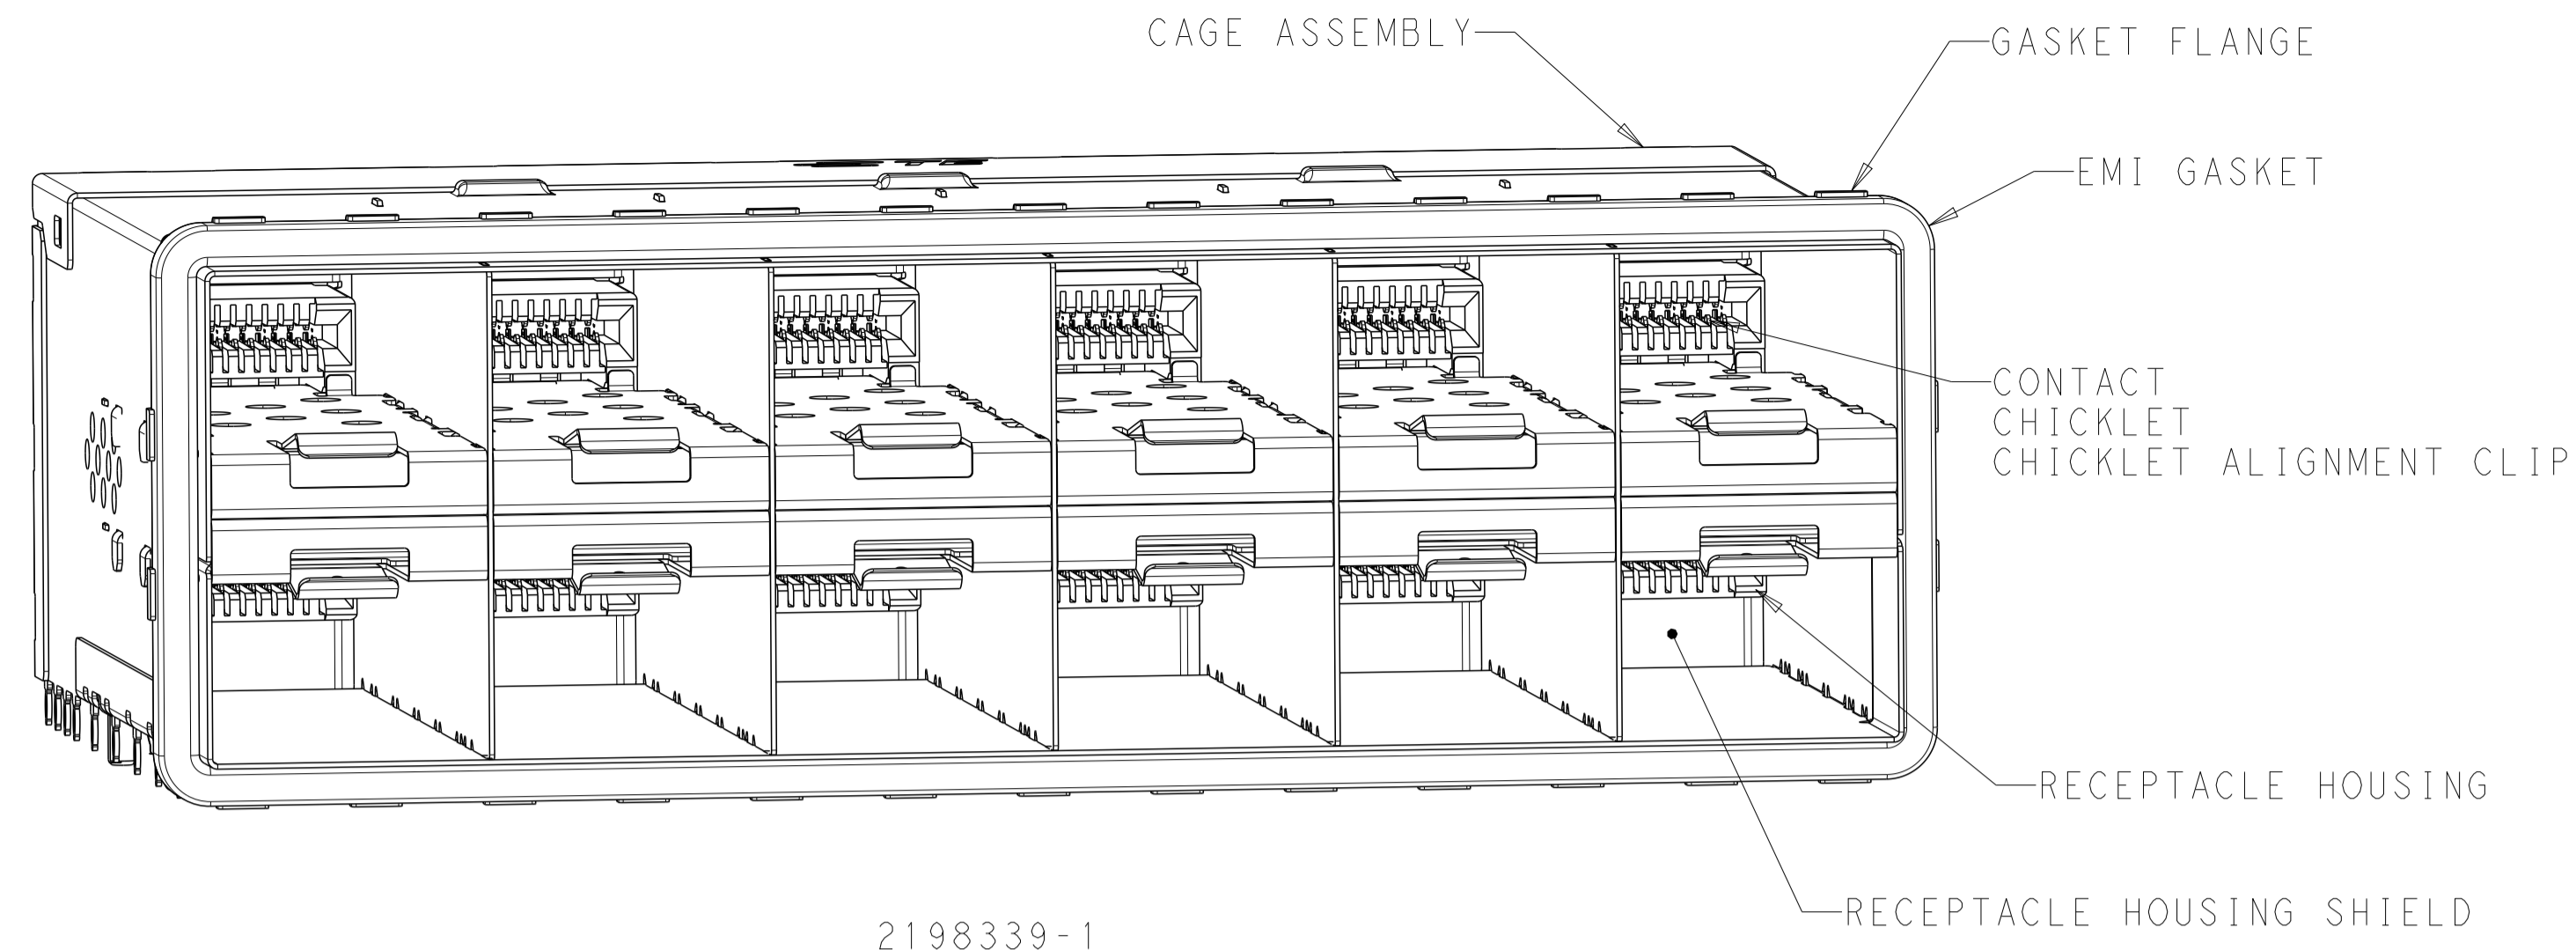 CAGE ASSEMBLY
GASKET FLANGE
EMI GASKET
CONTACT
CHICKLET
CHICKLET ALIGNMENT CLIP
RECEPTACLE HOUSING
RECEPTACLE HOUSING SHIELD
2198339-1